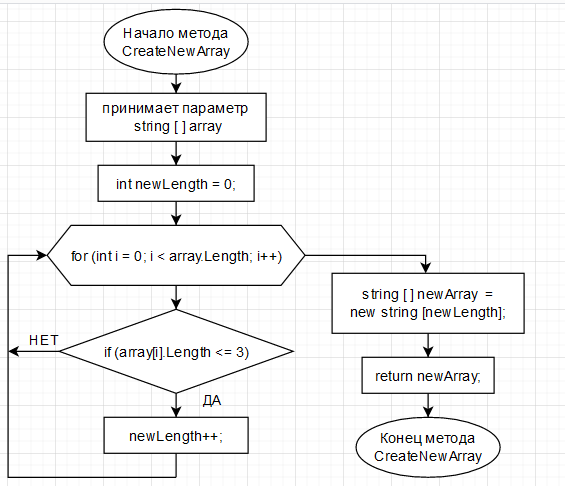 Начало метода
CreateNewArray
принимает параметр
string [ ] array
int newLength = 0;
for (int i = 0; i < array.Length; i++)
if (array[i].Length <= 3)
НЕТ
ДА
newLength++;
string [ ] newArray =
new string [newLength];
return newArray;
Конец метода
CreateNewArray